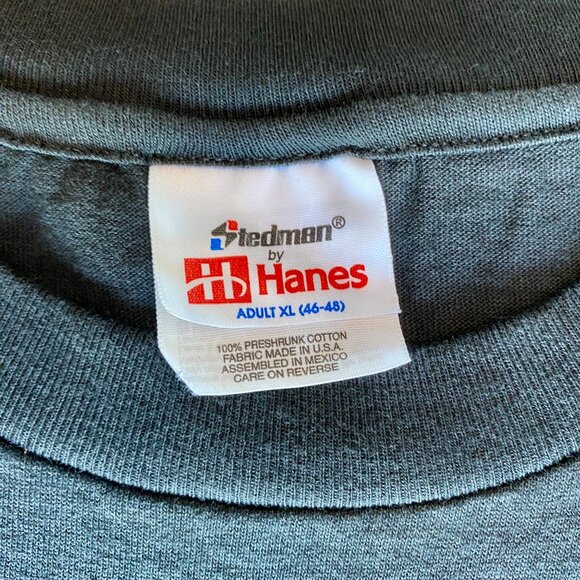 Stedman®
by
Hanes
ADULT XL (46-48)
100% PRESHRUNK COTTON
FABRIC MADE IN U.S.A.
ASSEMBLED IN MEXICO
CARE ON REVERSE